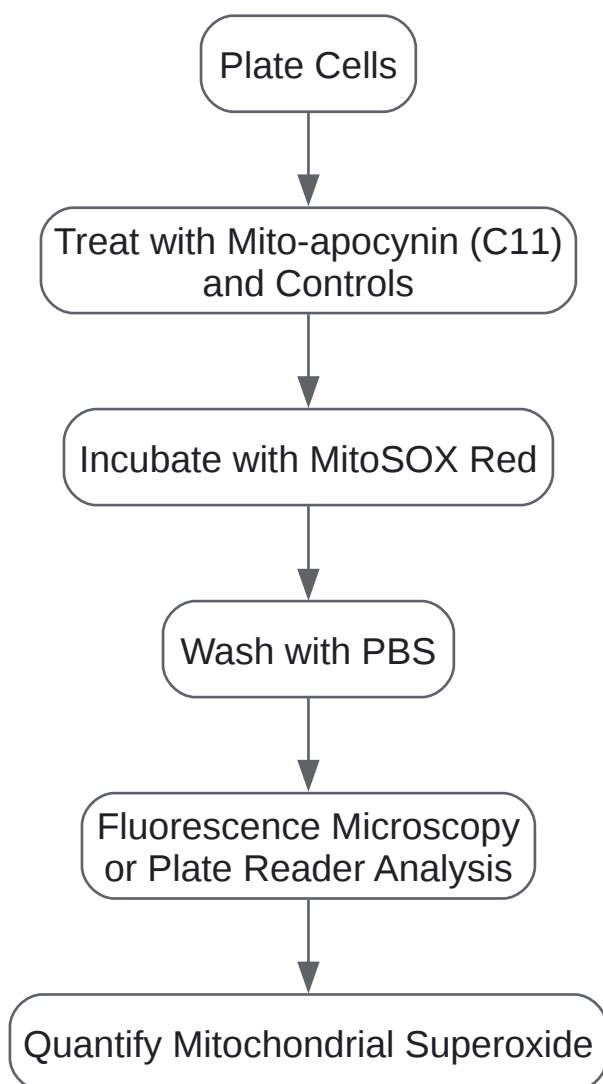 Plate Cells
Treat with Mito-apocynin (C11)
and Controls
Incubate with MitoSOX Red
Wash with PBS
Fluorescence Microscopy
or Plate Reader Analysis
Quantify Mitochondrial Superoxide